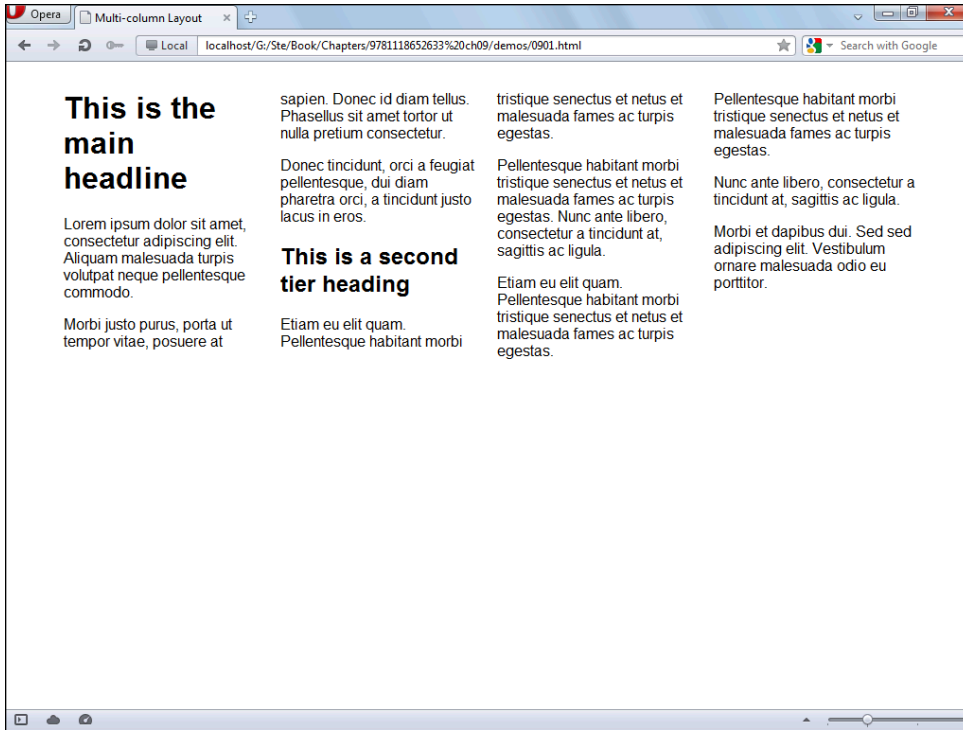 Opera
Multi-column Layout
Local
localhost/G:/Ste/Book/Chapters/9781118652633%20ch09/demos/0901.html
Search with Google
This is the
main
headline
Lorem ipsum dolor sit amet,
consectetur adipiscing elit.
Aliquam malesuada turpis
volutpat neque pellentesque
commodo.
Morbi justo purus, porta ut
tempor vitae, posuere at
sapien. Donec id diam tellus.
Phasellus sit amet tortor ut
nulla pretium consectetur.
Donec tincidunt, orci a feugiat
pellentesque, dui diam
pharetra orci, a tincidunt justo
lacus in eros.
This is a second
tier heading
Etiam eu elit quam.
Pellentesque habitant morbi
tristique senectus et netus et
malesuada fames ac turpis
egestas.
Pellentesque habitant morbi
tristique senectus et netus et
malesuada fames ac turpis
egestas. Nunc ante libero,
consectetur a tincidunt at,
sagittis ac ligula.
Etiam eu elit quam.
Pellentesque habitant morbi
tristique senectus et netus et
malesuada fames ac turpis
egestas.
Pellentesque habitant morbi
tristique senectus et netus et
malesuada fames ac turpis
egestas.
Nunc ante libero, consectetur a
tincidunt at, sagittis ac ligula.
Morbi et dapibus dui. Sed sed
adipiscing elit. Vestibulum
ornare malesuada odio eu
porttitor.